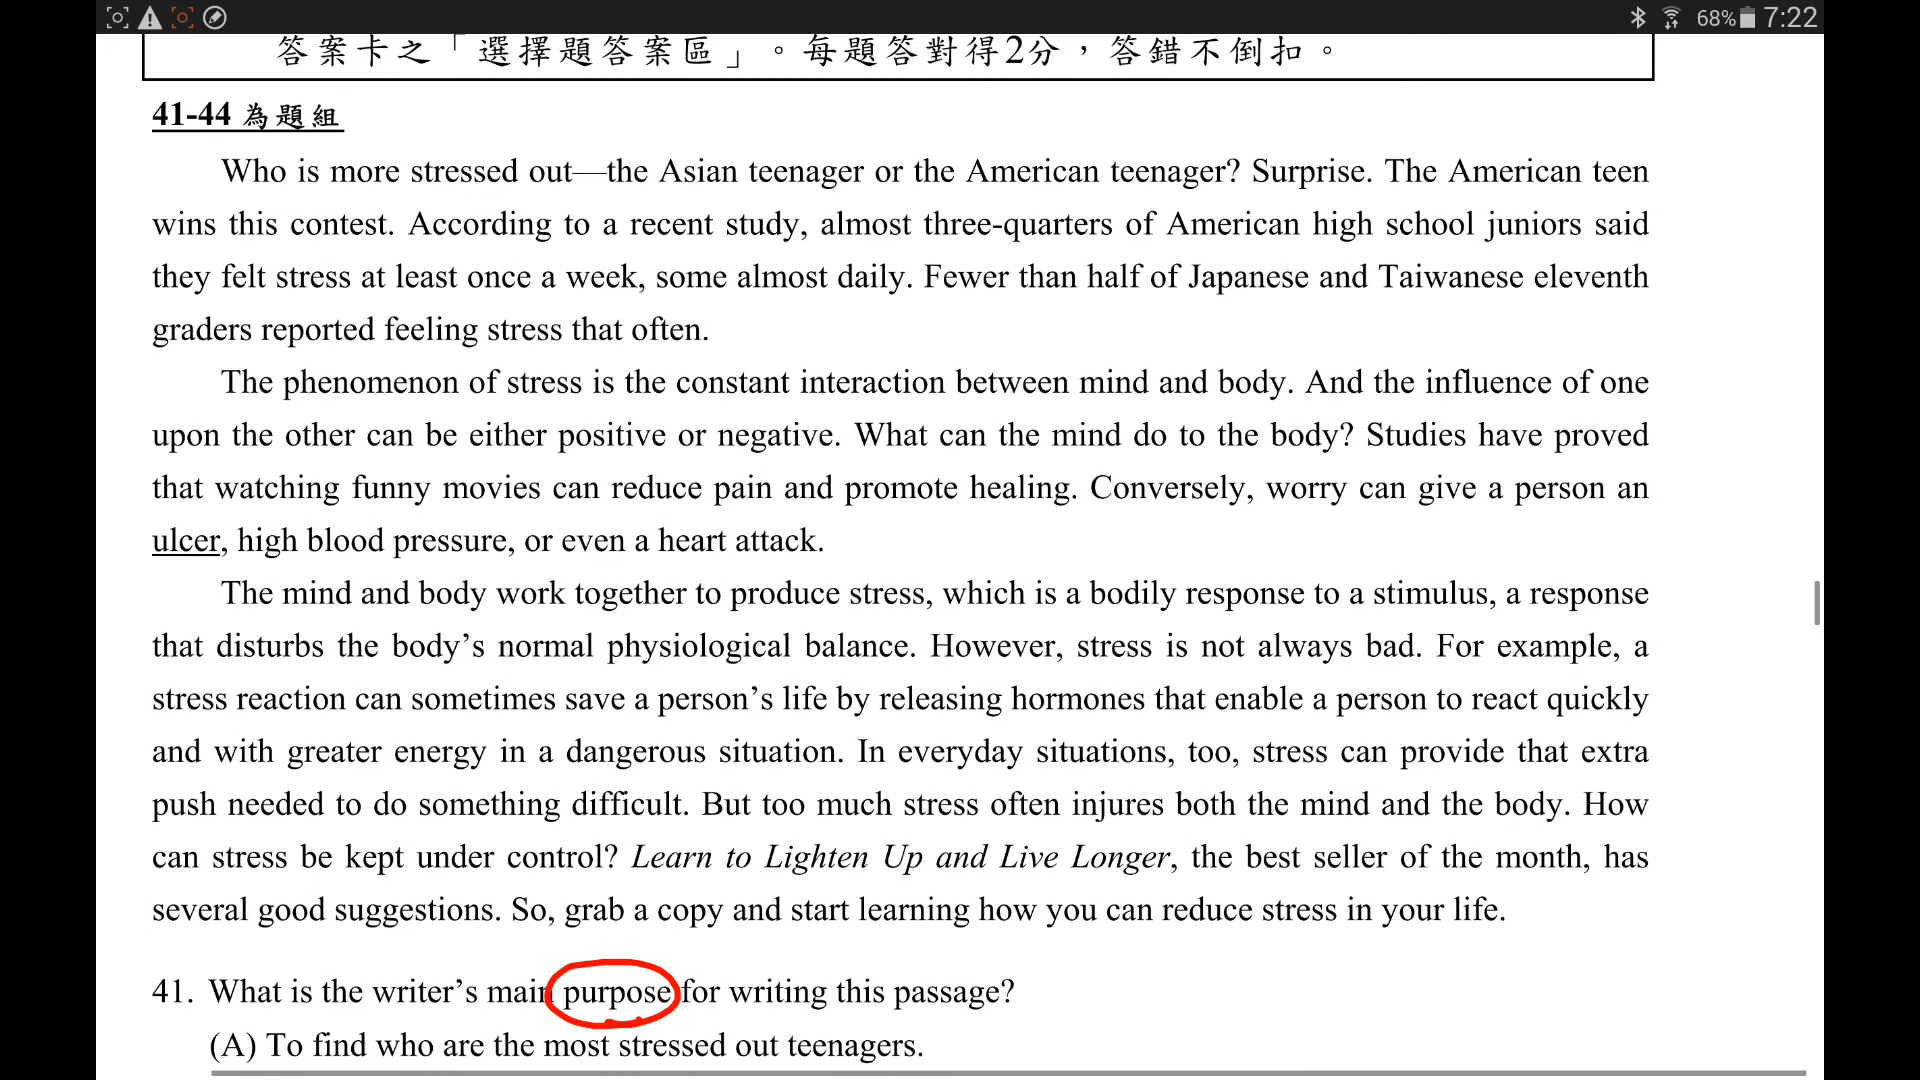 68% 7:22
答案卡之「選擇題答案區」。每題答對得2分，答錯不倒扣。
41-44 為題組
Who is more stressed out—the Asian teenager or the American teenager? Surprise. The American teen
wins this contest. According to a recent study, almost three-quarters of American high school juniors said
they felt stress at least once a week, some almost daily. Fewer than half of Japanese and Taiwanese eleventh
graders reported feeling stress that often.
The phenomenon of stress is the constant interaction between mind and body. And the influence of one
upon the other can be either positive or negative. What can the mind do to the body? Studies have proved
that watching funny movies can reduce pain and promote healing. Conversely, worry can give a person an
ulcer, high blood pressure, or even a heart attack.
The mind and body work together to produce stress, which is a bodily response to a stimulus, a response
that disturbs the body’s normal physiological balance. However, stress is not always bad. For example, a
stress reaction can sometimes save a person’s life by releasing hormones that enable a person to react quickly
and with greater energy in a dangerous situation. In everyday situations, too, stress can provide that extra
push needed to do something difficult. But too much stress often injures both the mind and the body. How
can stress be kept under control? Learn to Lighten Up and Live Longer, the best seller of the month, has
several good suggestions. So, grab a copy and start learning how you can reduce stress in your life.
41. What is the writer’s main purpose for writing this passage?
(A) To find who are the most stressed out teenagers.